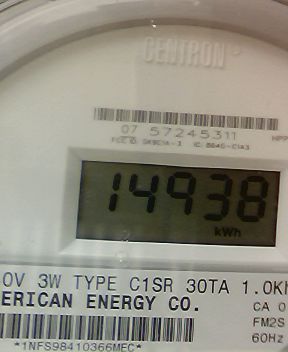 CENTRON®
07 57245311
14938
kWh
0V 3W TYPE C1SR 30TA 1.0Kh
ERICAN ENERGY CO.
CA 0
FM2S
60Hz
*1NFS98410366MEC*